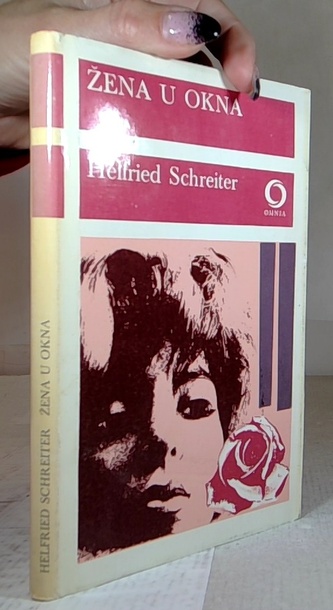 ŽENA U OKNA
Helfried Schreiter
OMNIA
HELFRIED SCHREITER ŽENA U OKNA